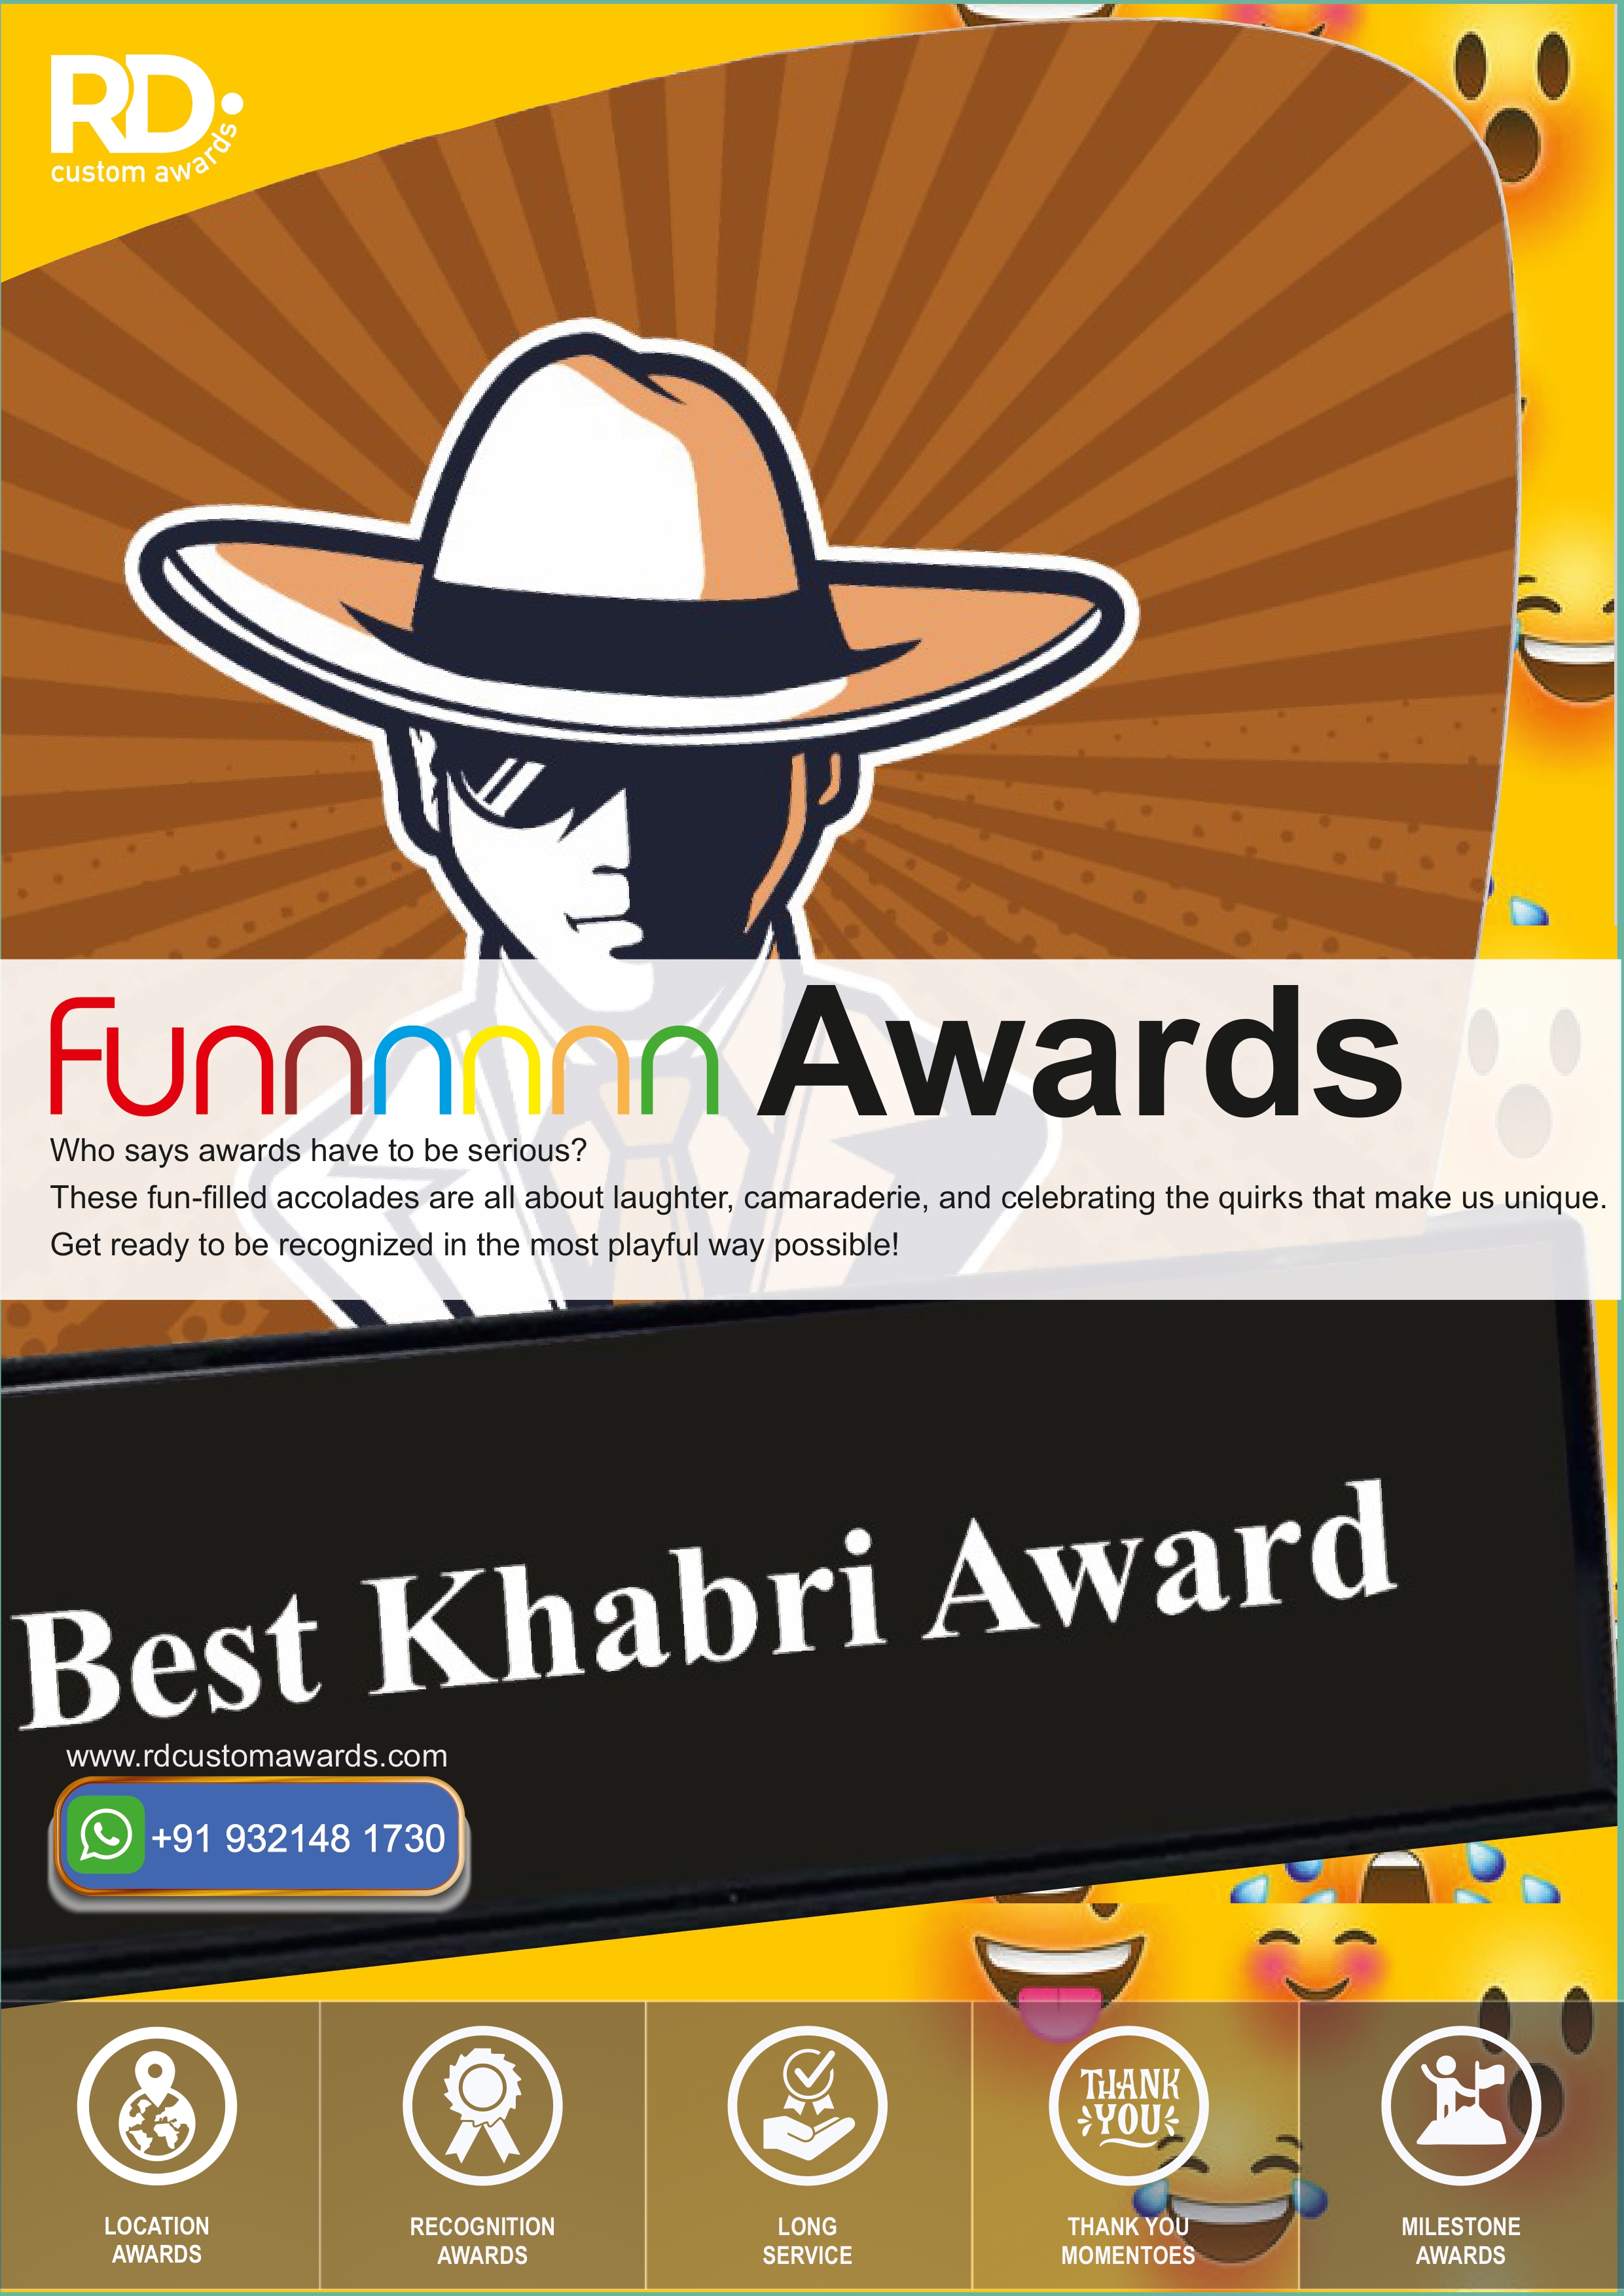 RD
custom awards
Funnnnnn Awards
Who says awards have to be serious?
These fun-filled accolades are all about laughter, camaraderie, and celebrating the quirks that make us unique.
Get ready to be recognized in the most playful way possible!
Best Khabri Award
www.rdcustomawards.com
+91 932148 1730
THANK
YOU
LOCATION
AWARDS
RECOGNITION
AWARDS
LONG
SERVICE
THANK YOU
MOMENTOES
MILESTONE
AWARDS